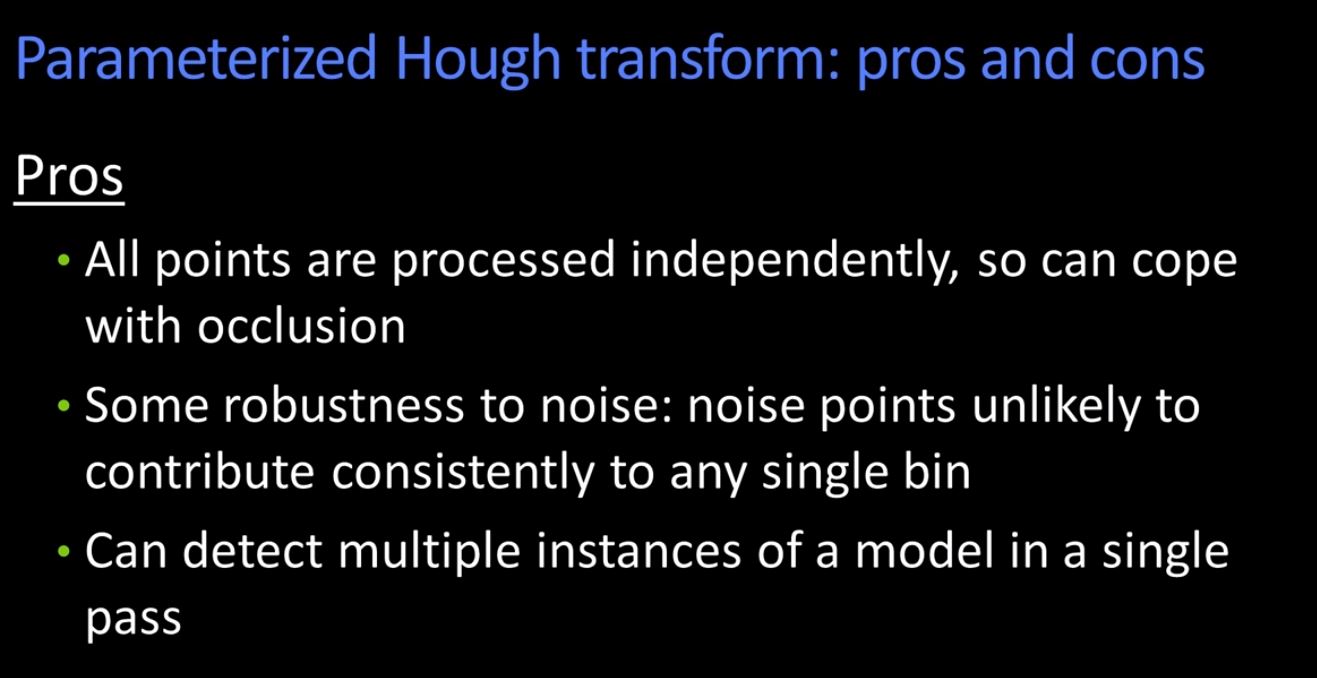 Parameterized Hough transform: pros and cons
Pros
• All points are processed independently, so can cope
with occlusion
• Some robustness to noise: noise points unlikely to
contribute consistently to any single bin
• Can detect multiple instances of a model in a single
pass